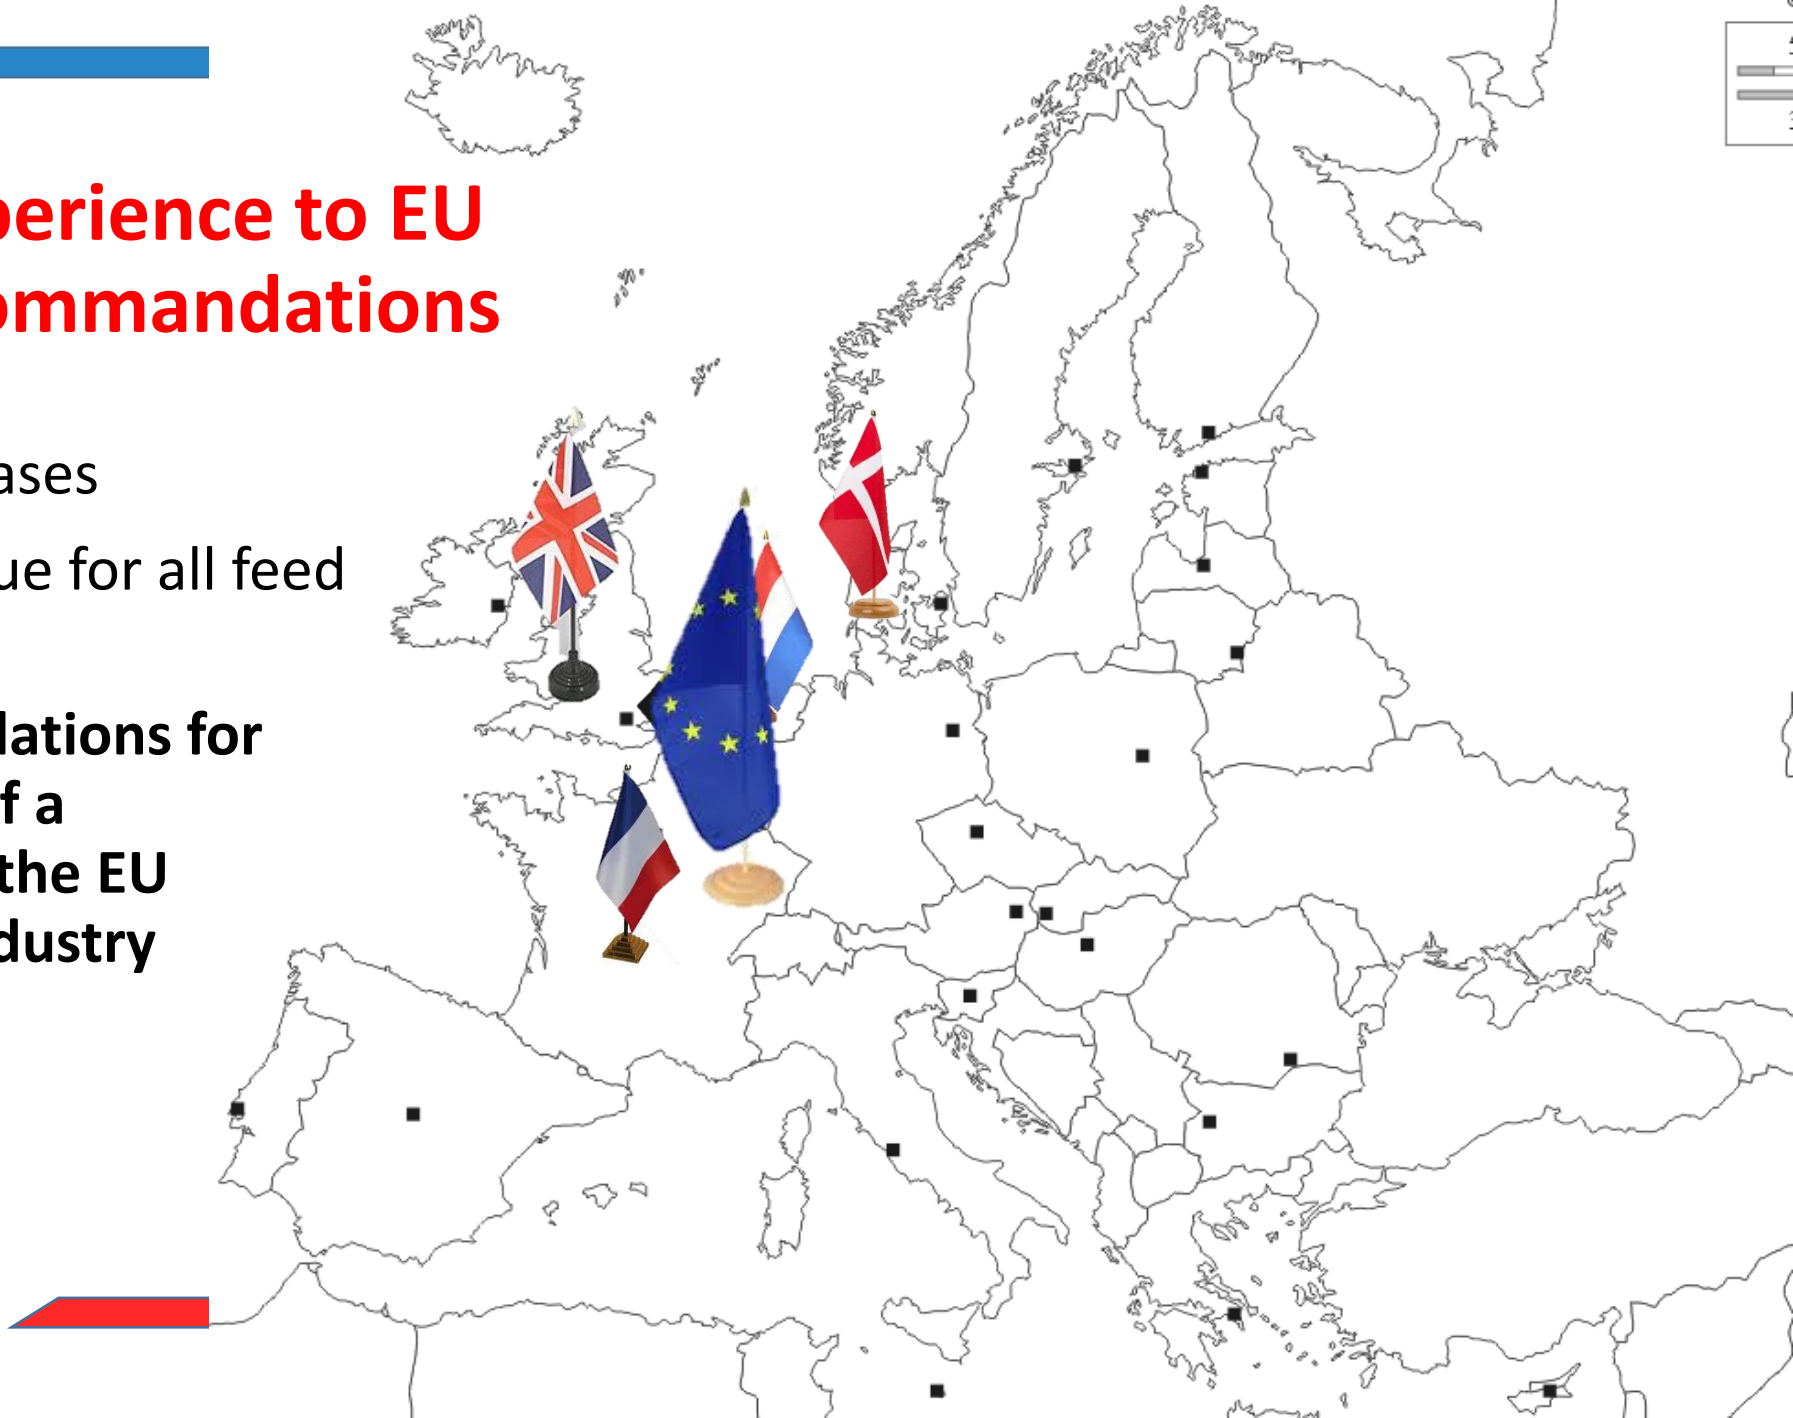 perience to EU
ommandations
ases
ue for all feed
lations for
f a
the EU
dustry